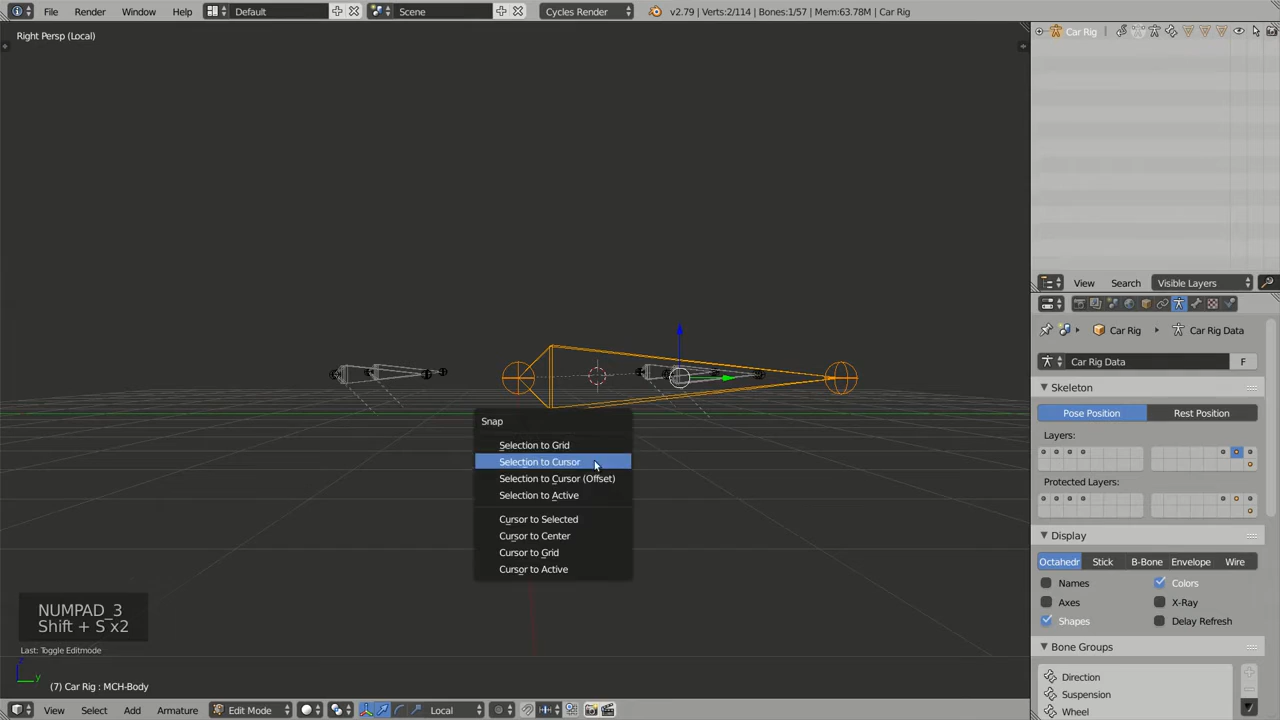 File Render Window Help Default Scene Cycles Render v2.79 | Verts:2/114 | Bones:1/57 | Mem:63.78M | Car Rig
Right Persp (Local)
Car Rig
View Search Visible Layers
Car Rig Car Rig Data
Car Rig Data F
Skeleton
Pose Position Rest Position
Layers:
Protected Layers:
Display
Octahedr Stick B-Bone Envelope Wire
Names Colors
Axes X-Ray
Shapes Delay Refresh
Bone Groups
Direction
Suspension
Wheel
Snap
Selection to Grid
Selection to Cursor
Selection to Cursor (Offset)
Selection to Active
Cursor to Selected
Cursor to Center
Cursor to Grid
Cursor to Active
NUMPAD_3
Shift + S x2
Last: Toggle Editmode
z
y
(7) Car Rig : MCH-Body
View Select Add Armature Edit Mode Local